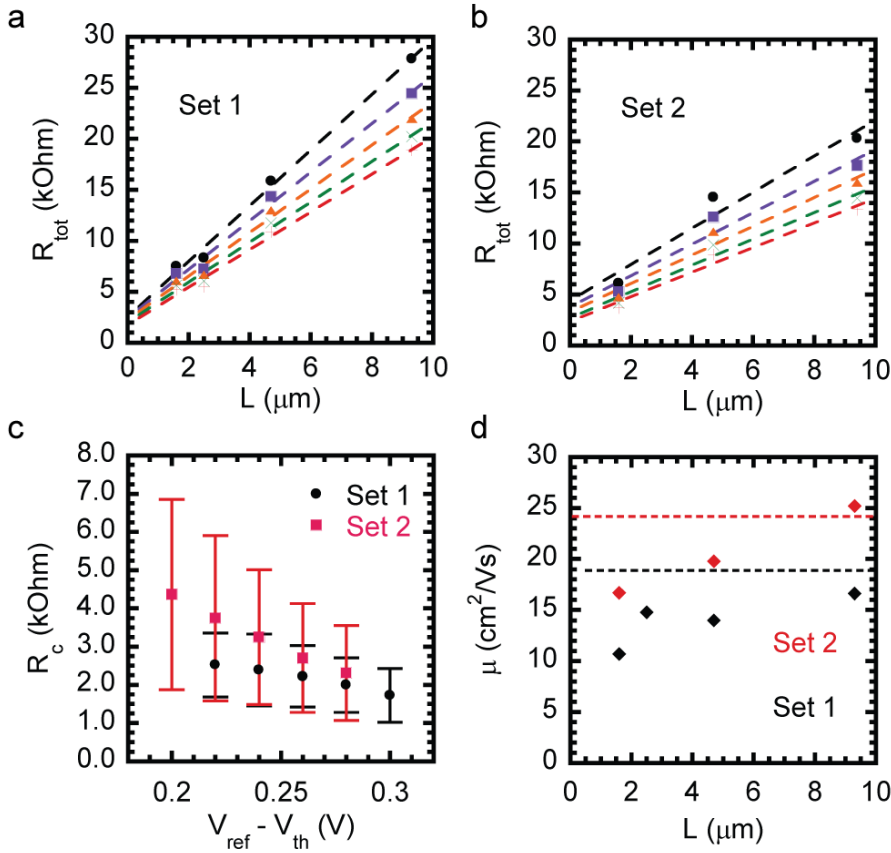 a
30
25
20
15
10
5
0
R_tot (kOhm)
Set 1
0 2 4 6 8 10
L (μm)
b
30
25
20
15
10
5
0
R_tot (kOhm)
Set 2
0 2 4 6 8 10
L (μm)
c
8.0
7.0
6.0
5.0
4.0
3.0
2.0
1.0
0.0
R_c (kOhm)
Set 1
Set 2
0.2 0.25 0.3
V_ref - V_th (V)
d
30
25
20
15
10
5
0
μ (cm²/Vs)
Set 2
Set 1
0 2 4 6 8 10
L (μm)